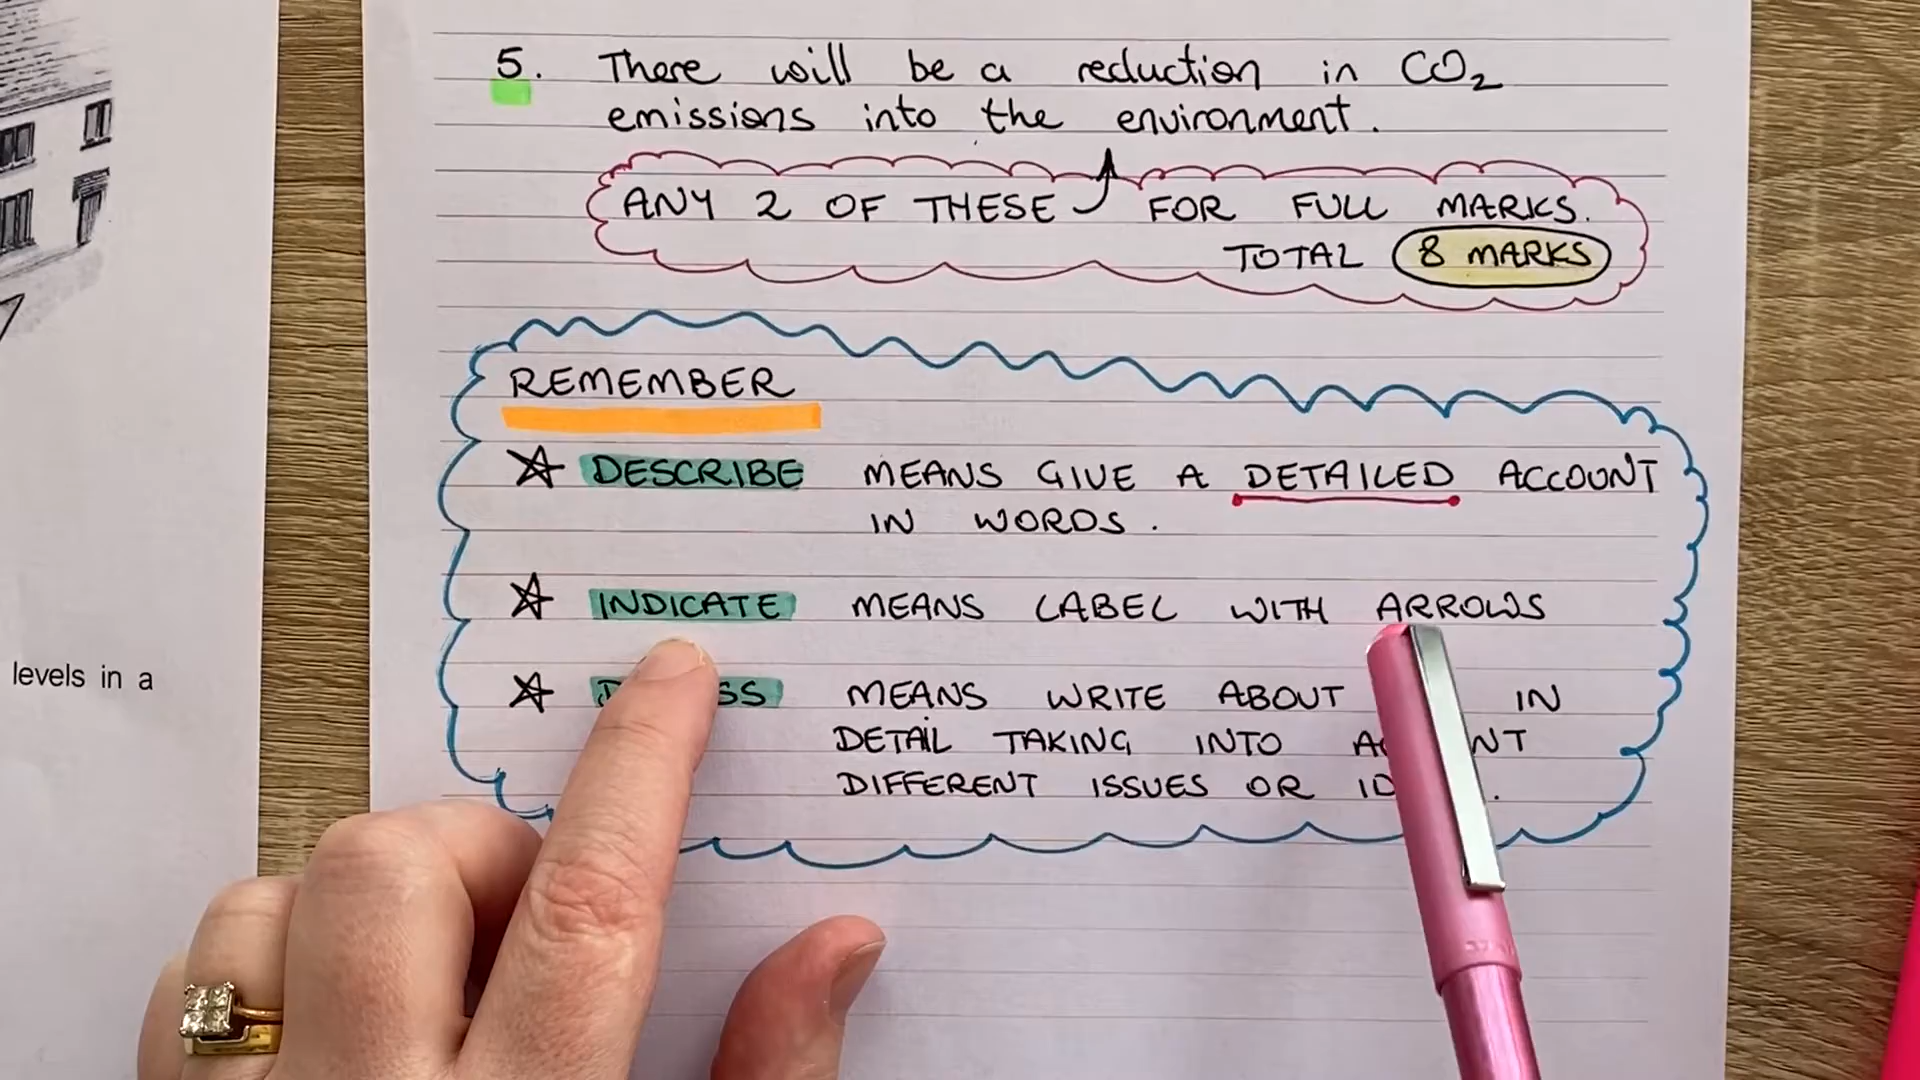 5. There will be a reduction in CO₂
emissions into the environment.
ANY 2 OF THESE FOR FULL MARKS.
TOTAL 8 MARKS
REMEMBER
DESCRIBE MEANS GIVE A DETAILED ACCOUNT
IN WORDS.
INDICATE MEANS LABEL WITH ARROWS
MEANS WRITE ABOUT IN
DETAIL TAKING INTO
DIFFERENT ISSUES OR
levels in a